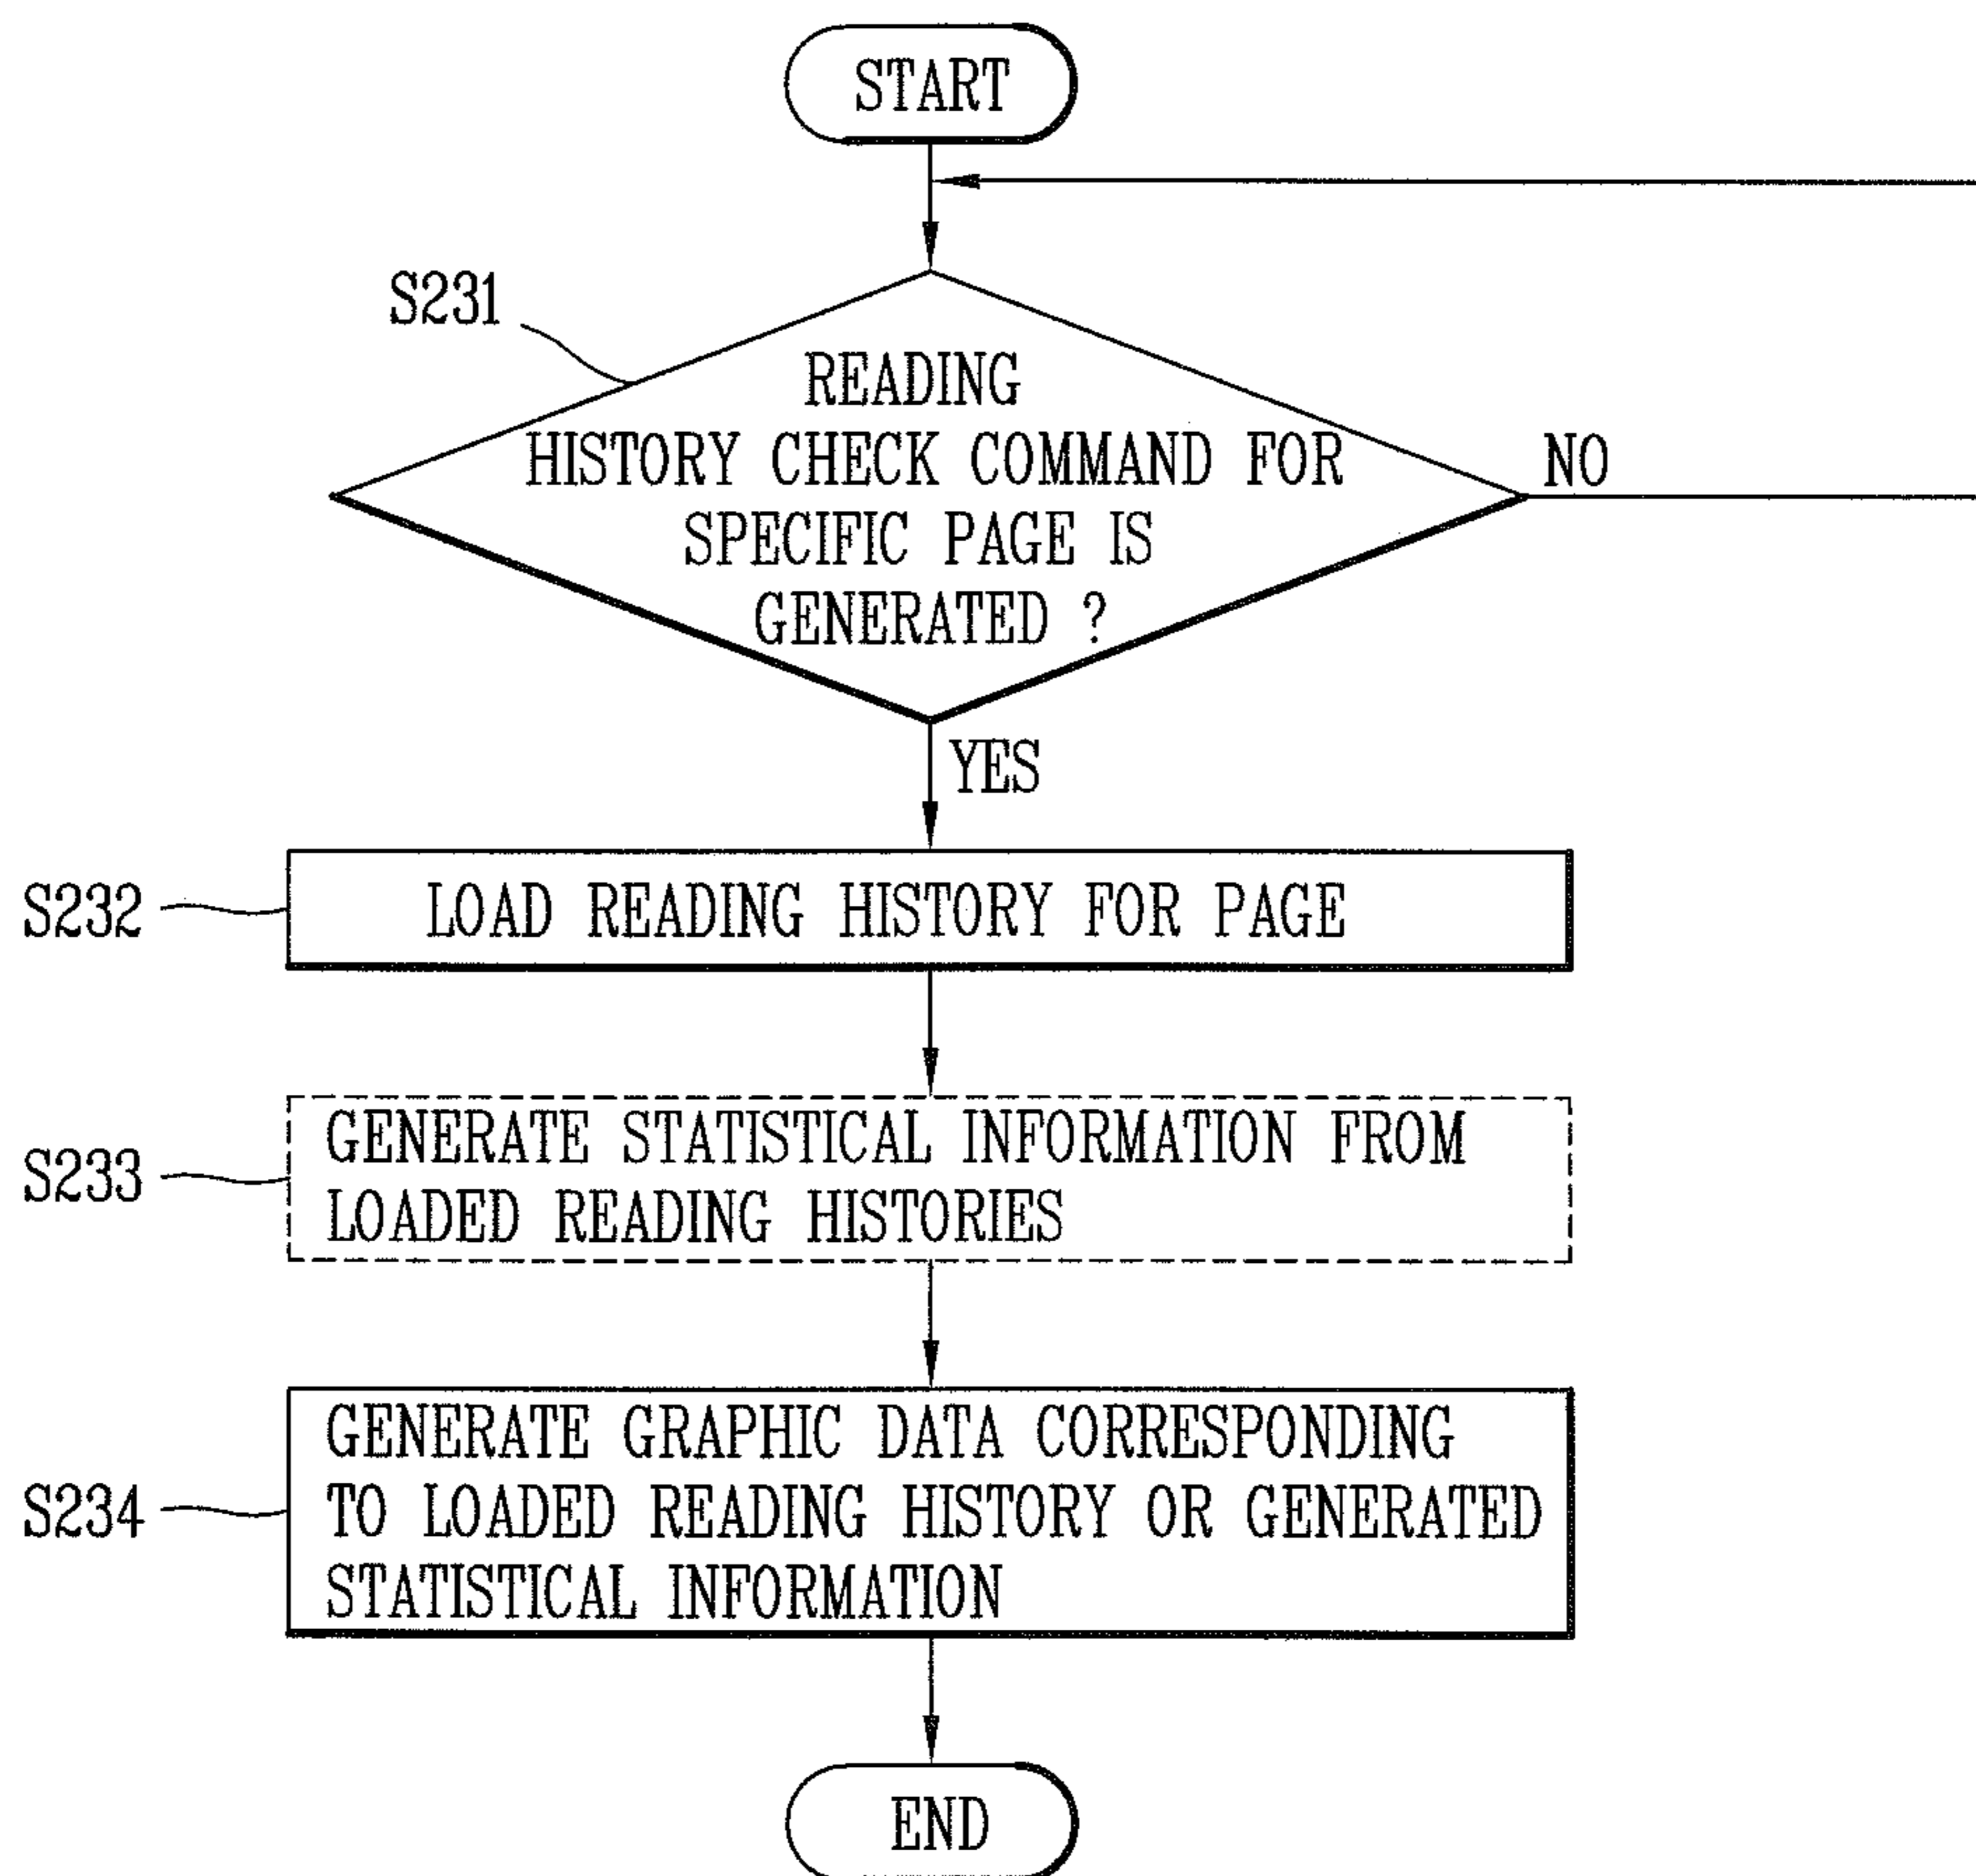 START
S231
READING
HISTORY CHECK COMMAND FOR
SPECIFIC PAGE IS
GENERATED ?
NO
YES
S232
LOAD READING HISTORY FOR PAGE
S233
GENERATE STATISTICAL INFORMATION FROM
LOADED READING HISTORIES
S234
GENERATE GRAPHIC DATA CORRESPONDING
TO LOADED READING HISTORY OR GENERATED
STATISTICAL INFORMATION
END